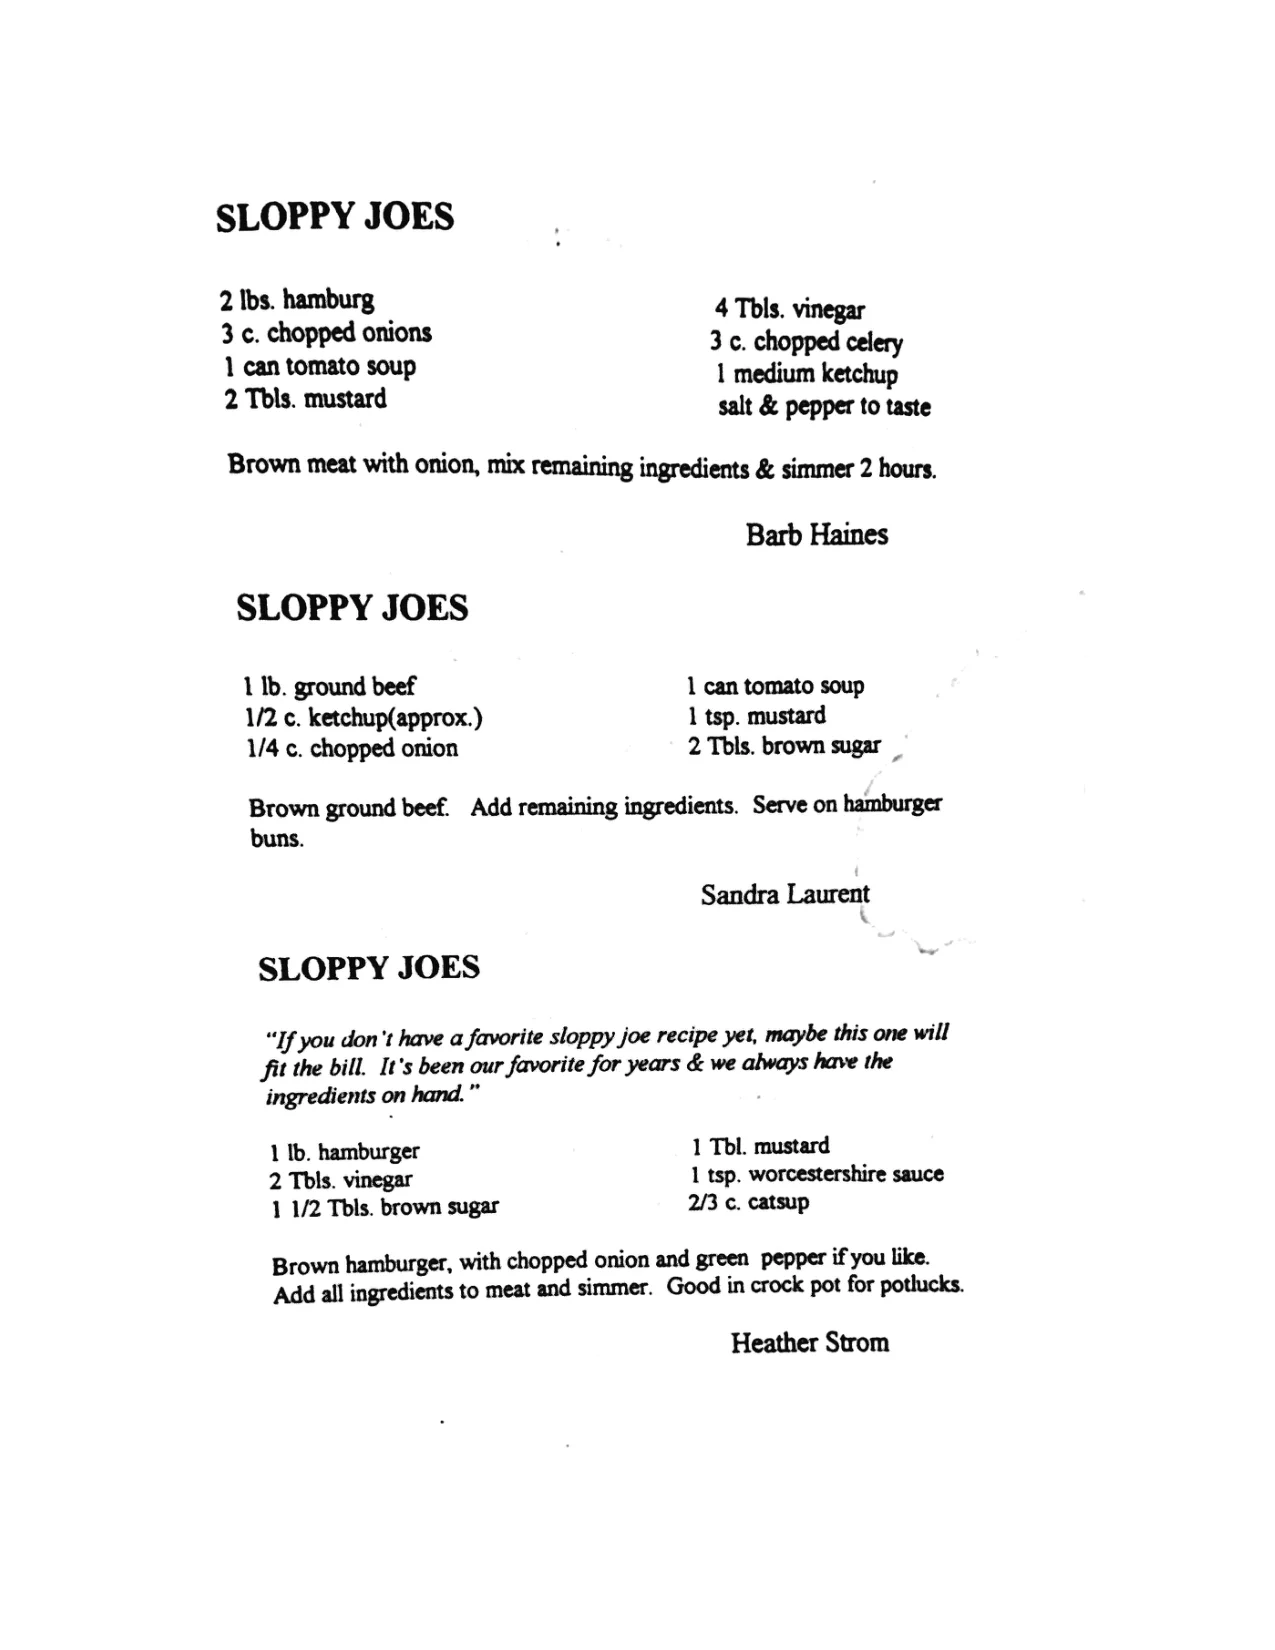 SLOPPY JOES
2 lbs. hamburg
3 c. chopped onions
1 can tomato soup
2 Tbls. mustard
4 Tbls. vinegar
3 c. chopped celery
1 medium ketchup
salt & pepper to taste
Brown meat with onion, mix remaining ingredients & simmer 2 hours.
Barb Haines
SLOPPY JOES
1 lb. ground beef
1/2 c. ketchup(approx.)
1/4 c. chopped onion
1 can tomato soup
1 tsp. mustard
2 Tbls. brown sugar
Brown ground beef. Add remaining ingredients. Serve on hamburger
buns.
Sandra Laurent
SLOPPY JOES
"If you don't have a favorite sloppy joe recipe yet, maybe this one will
fit the bill. It's been our favorite for years & we always have the
ingredients on hand."
1 lb. hamburger
2 Tbls. vinegar
1 1/2 Tbls. brown sugar
1 Tbl. mustard
1 tsp. worcestershire sauce
2/3 c. catsup
Brown hamburger, with chopped onion and green pepper if you like.
Add all ingredients to meat and simmer. Good in crock pot for potlucks.
Heather Strom